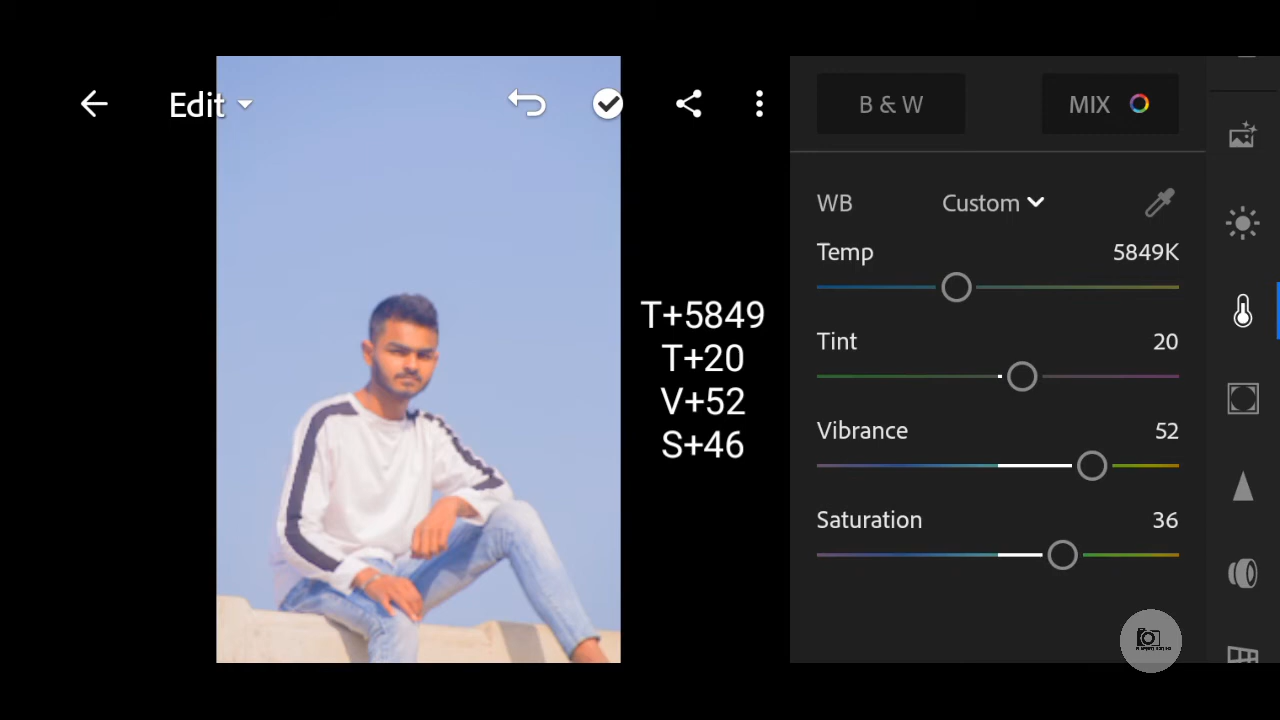 Edit
B & W
MIX
WB
Custom
Temp
5849K
Tint
20
Vibrance
52
Saturation
36
T+5849
T+20
V+52
S+46